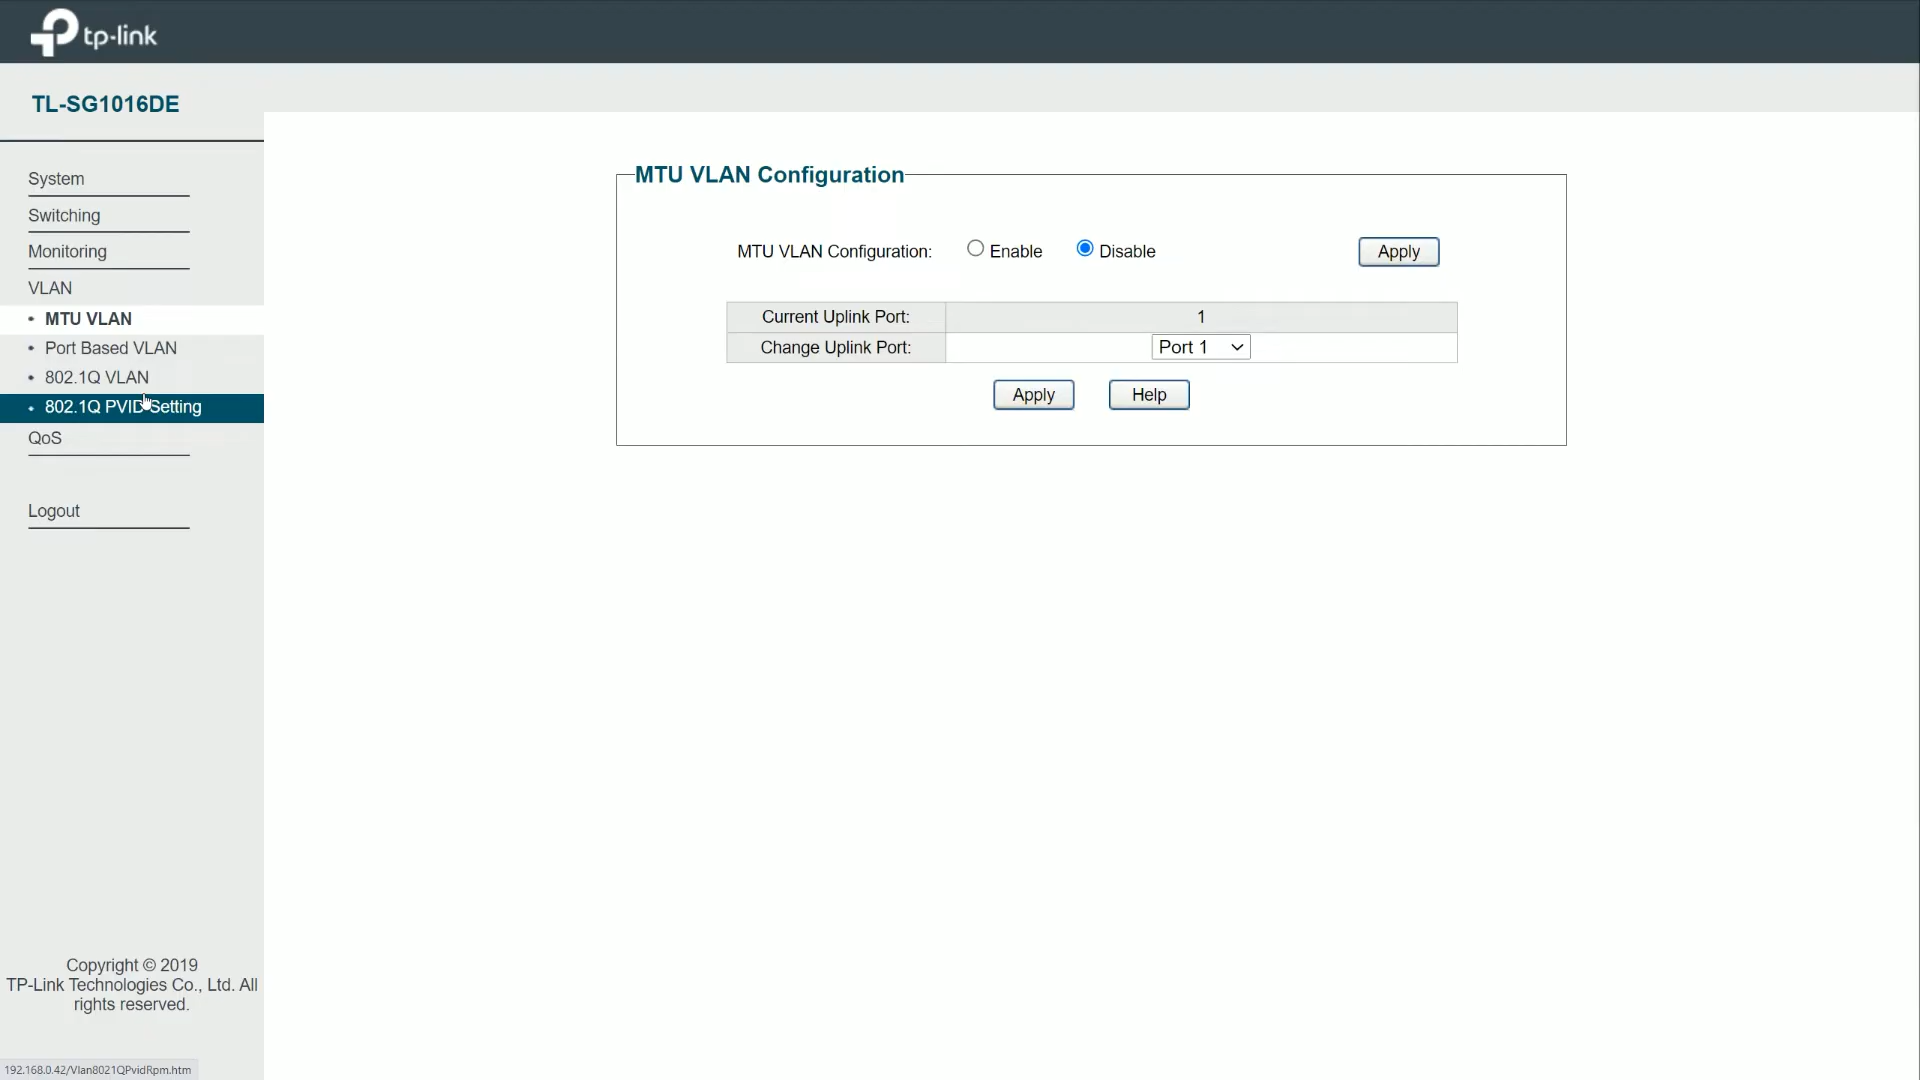 tp-link
TL-SG1016DE
System
Switching
Monitoring
VLAN
• MTU VLAN
• Port Based VLAN
• 802.1Q VLAN
• 802.1Q PVID Setting
QoS
Logout
MTU VLAN Configuration
MTU VLAN Configuration: Enable Disable Apply
Current Uplink Port: 1
Change Uplink Port: Port 1
Apply Help
Copyright © 2019
TP-Link Technologies Co., Ltd. All
rights reserved.
192.168.0.42/Vlan8021QPvidRpm.htm